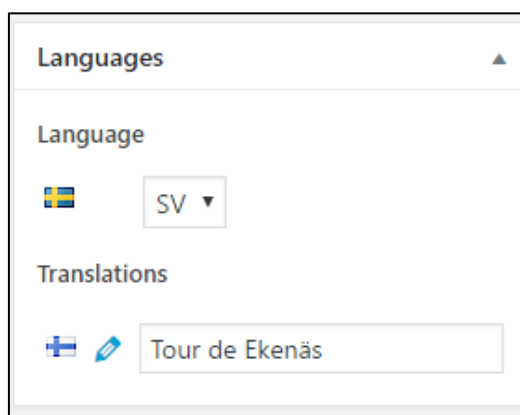 Languages
Language
SV
Translations
Tour de Ekenäs